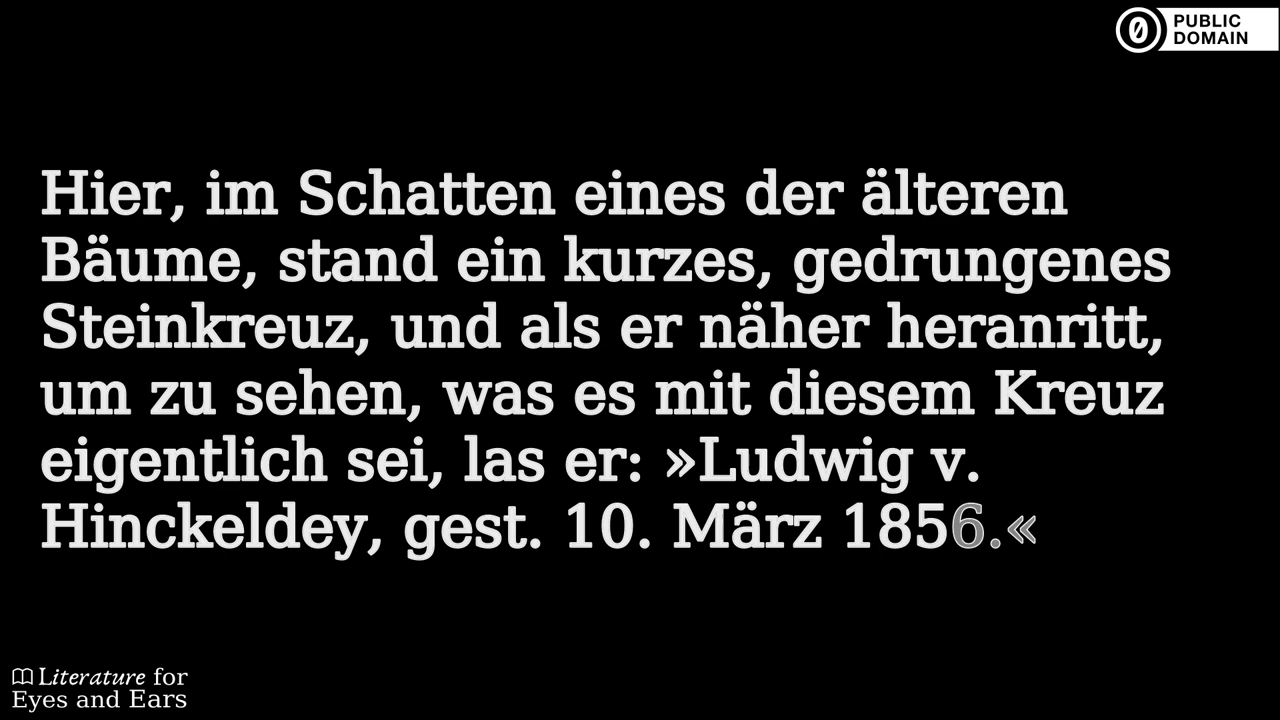 PUBLIC
DOMAIN
Hier, im Schatten eines der älteren
Bäume, stand ein kurzes, gedrungenes
Steinkreuz, und als er näher heranritt,
um zu sehen, was es mit diesem Kreuz
eigentlich sei, las er: »Ludwig v.
Hinckeldey, gest. 10. März 1856.«
Literature for
Eyes and Ears